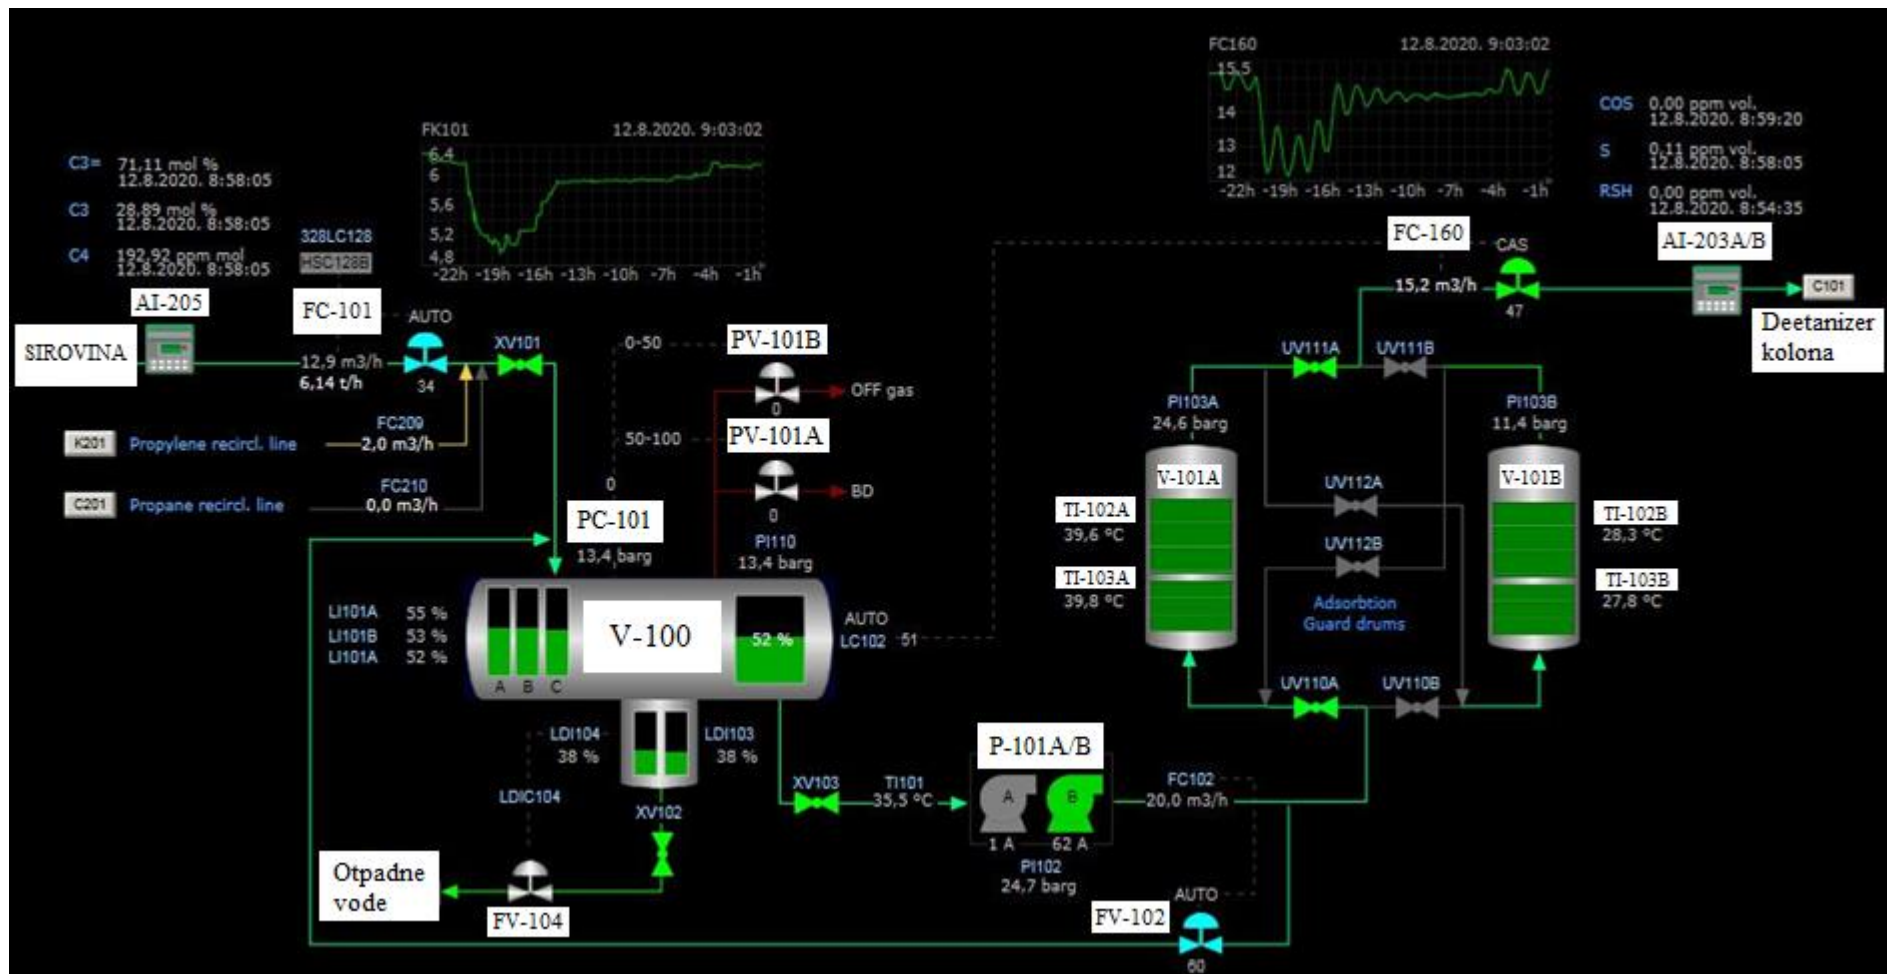 FK101 12.8.2020. 9:03:02
6,4
6
5,6
5,2
4,8
-22h -19h -16h -13h -10h -7h -4h -1h
FC160 12.8.2020. 9:03:02
15,5
14
13
12
-22h -19h -16h -13h -10h -7h -4h -1h
C3= 71,11 mol %
12.8.2020. 8:58:05
C3 28,89 mol %
12.8.2020. 8:58:05
C4 192,92 ppm mol
12.8.2020. 8:58:05
COS 0,00 ppm vol.
12.8.2020. 8:59:20
S 0,11 ppm vol.
12.8.2020. 8:58:05
RSH 0,00 ppm vol.
12.8.2020. 8:54:35
328LC128
HSC128B
AI-205
FC-101
AUTO
SIROVINA
12,9 m3/h
6,14 t/h
34
XV101
K201 Propylene recircl. line
FC209
2,0 m3/h
C201 Propane recircl. line
FC210
0,0 m3/h
0-50
PV-101B
OFF gas
0
50-100
PV-101A
BD
0
0
PC-101
13,4 barg
PI110
13,4 barg
FC-160
CAS
15,2 m3/h
47
AI-203A/B
C101
Deetanizer
kolona
UV111A
UV111B
PI103A
24,6 barg
PI103B
11,4 barg
V-101A
V-101B
TI-102A
39,6 °C
TI-103A
39,8 °C
TI-102B
28,3 °C
TI-103B
27,8 °C
UV112A
UV112B
Adsorbtion
Guard drums
UV110A
UV110B
LI101A 55 %
LI101B 53 %
LI101A 52 %
A B C
V-100
52 %
AUTO
LC102 51
LDI104
38 %
LDI103
38 %
LDIC104
XV102
Otpadne
vode
FV-104
XV103
TI101
35,5 °C
P-101A/B
A B
1 A 62 A
PI102
24,7 barg
FC102
20,0 m3/h
AUTO
FV-102
60